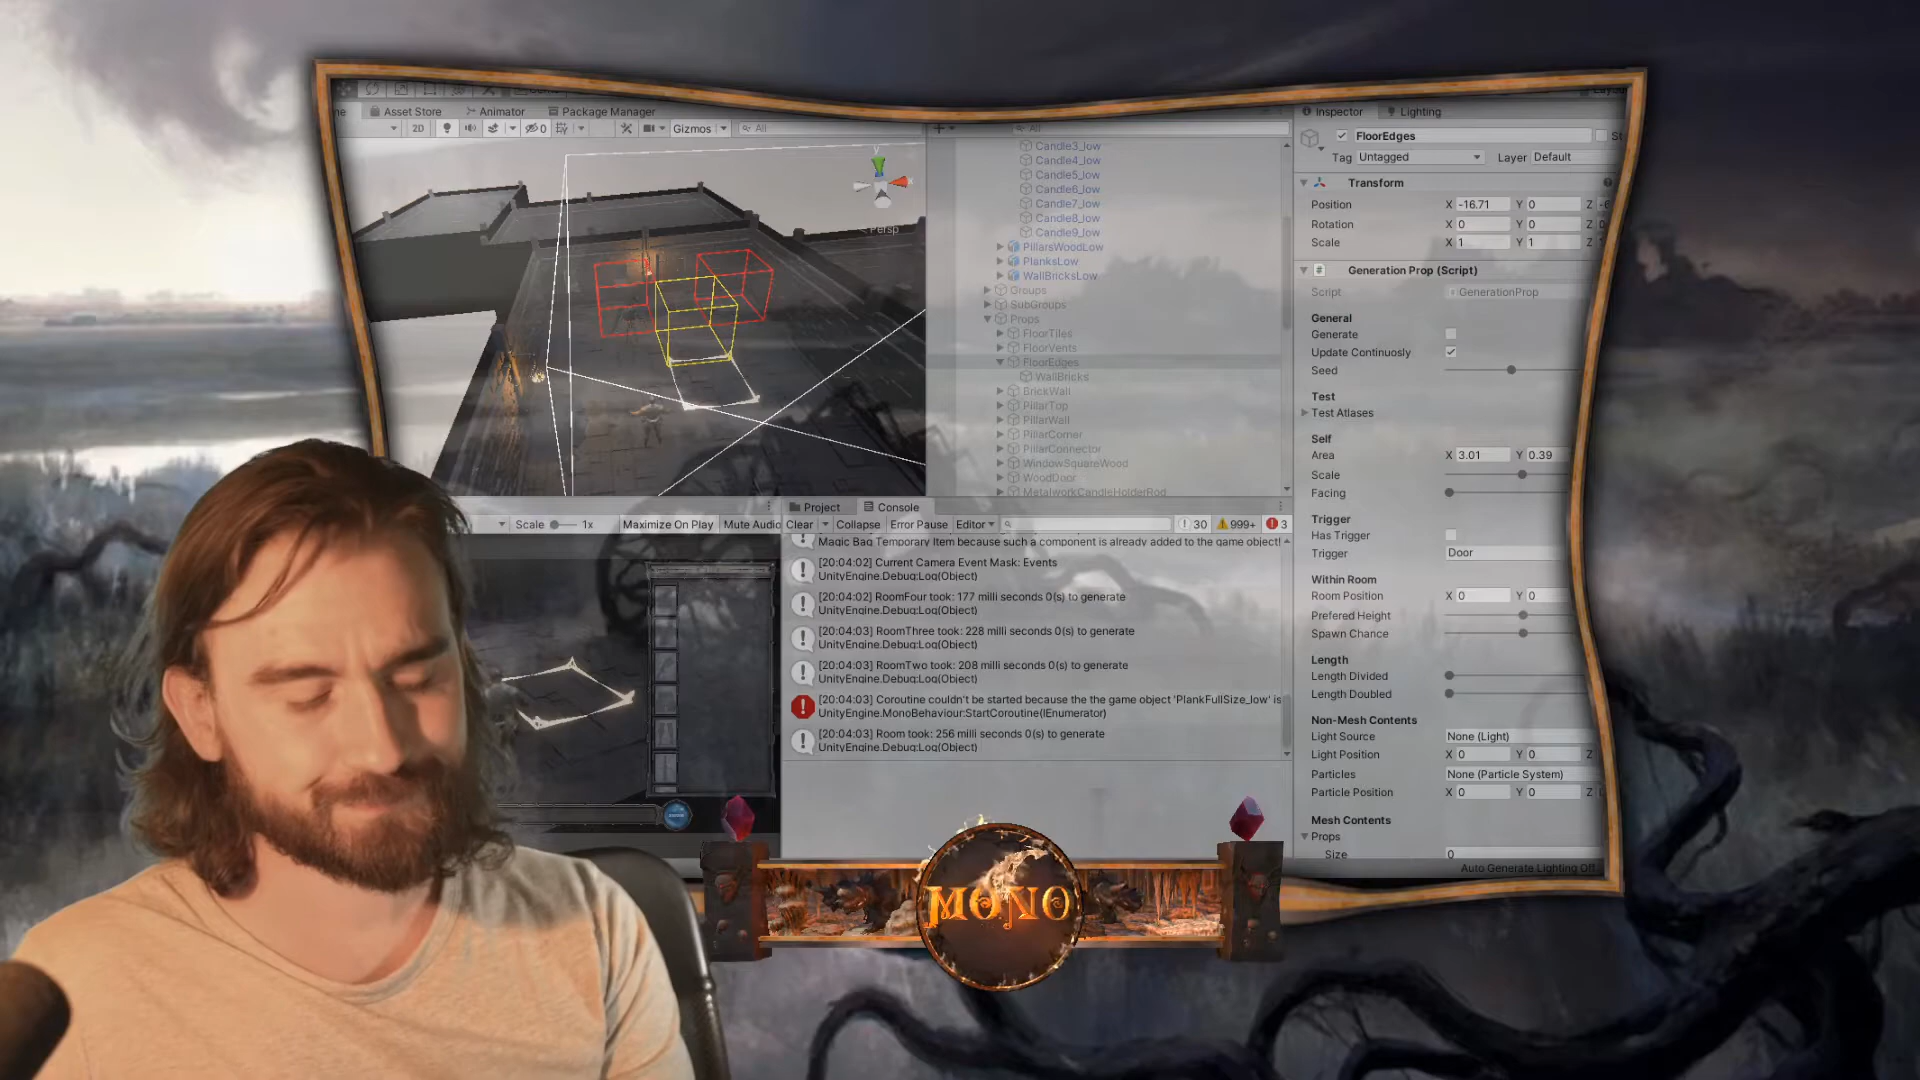 Asset Store
Animator
Package Manager
2D
0
Gizmos
All
y
x
Persp
All
Candle3_low
Candle4_low
Candle5_low
Candle6_low
Candle7_low
Candle8_low
Candle9_low
PillarsWoodLow
PlanksLow
WallBricksLow
Groups
SubGroups
Props
FloorTiles
FloorVents
FloorEdges
WallBricks
BrickWall
PillarTop
PillarWall
PillarCorner
PillarConnector
WindowSquareWood
WoodDoor
MetalworkCandleHolderRod
Inspector
Lighting
FloorEdges
St
Tag Untagged
Layer Default
Transform
Position X -16.71 Y 0 Z
Rotation X 0 Y 0 Z
Scale X 1 Y 1 Z
Generation Prop (Script)
Script GenerationProp
General
Generate
Update Continuosly
Seed
Test
Test Atlases
Self
Area X 3.01 Y 0.39
Scale
Facing
Trigger
Has Trigger
Trigger Door
Within Room
Room Position X 0 Y 0
Prefered Height
Spawn Chance
Length
Length Divided
Length Doubled
Non-Mesh Contents
Light Source None (Light)
Light Position X 0 Y 0 Z
Particles None (Particle System)
Particle Position X 0 Y 0 Z
Mesh Contents
Props
Size 0
Auto Generate Lighting Off
Scale 1x
Maximize On Play
Mute Audio
Project
Console
Clear
Collapse
Error Pause
Editor
30
999+
3
Magic Bag Temporary Item because such a component is already added to the game object!
[20:04:02] Current Camera Event Mask: Events
UnityEngine.Debug:Log(Object)
[20:04:02] RoomFour took: 177 milli seconds 0(s) to generate
UnityEngine.Debug:Log(Object)
[20:04:03] RoomThree took: 228 milli seconds 0(s) to generate
UnityEngine.Debug:Log(Object)
[20:04:03] RoomTwo took: 208 milli seconds 0(s) to generate
UnityEngine.Debug:Log(Object)
[20:04:03] Coroutine couldn't be started because the the game object 'PlankFullSize_low' is
UnityEngine.MonoBehaviour:StartCoroutine(IEnumerator)
[20:04:03] Room took: 256 milli seconds 0(s) to generate
UnityEngine.Debug:Log(Object)
MONO